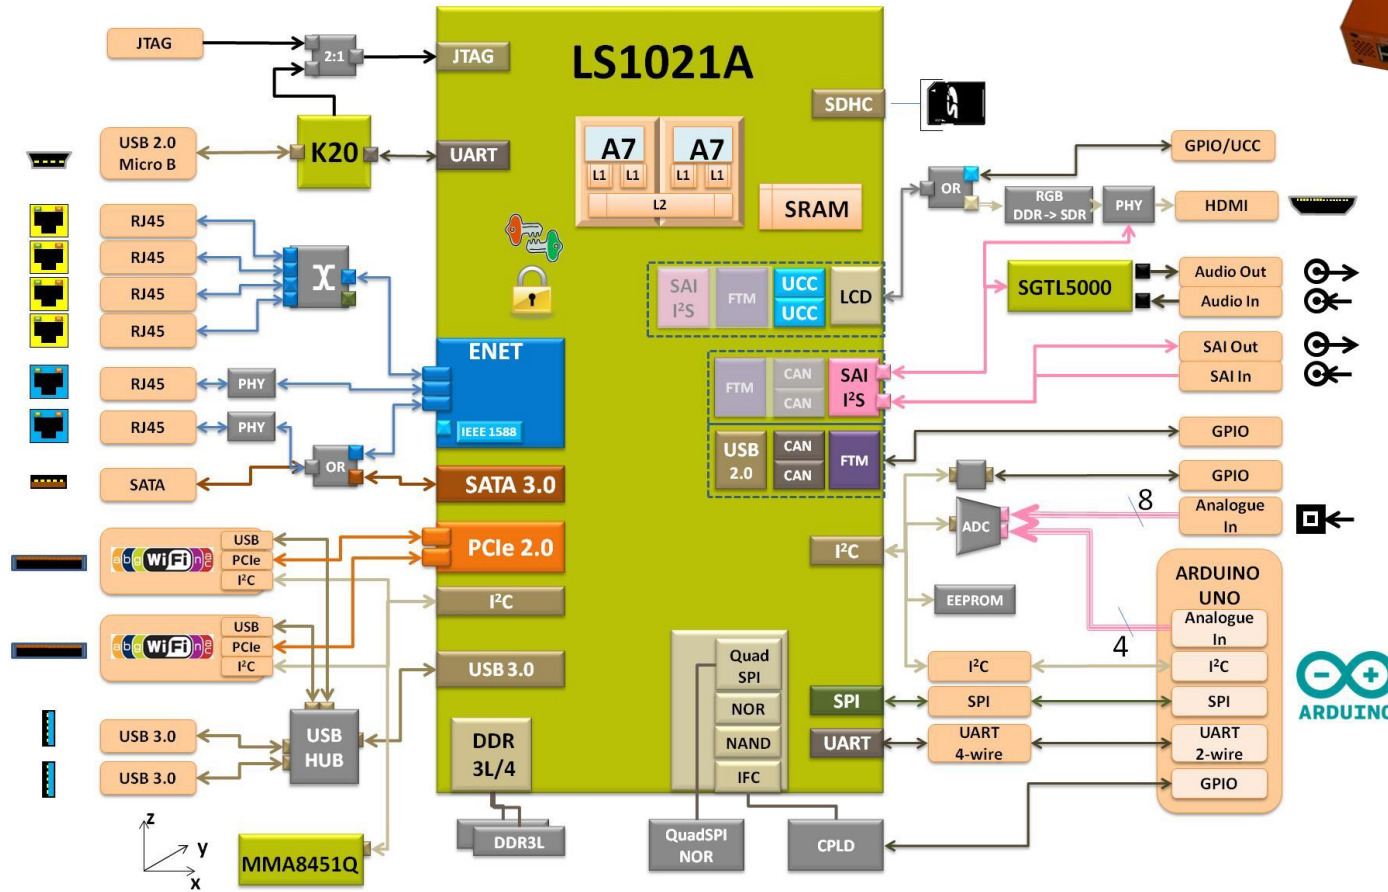 LS1021A
JTAG
2:1
JTAG
SDHC
SD
USB 2.0
Micro B
K20
UART
A7
A7
L1
L1
L1
L1
L2
SRAM
GPIO/UCC
OR
RGB
DDR -> SDR
PHY
HDMI
RJ45
RJ45
RJ45
RJ45
SAI
I²S
FTM
UCC
UCC
LCD
SGTL5000
Audio Out
Audio In
ENET
IEEE 1588
SAI Out
SAI In
RJ45
PHY
RJ45
PHY
FTM
CAN
CAN
SAI
I²S
OR
SATA
SATA 3.0
USB
2.0
CAN
CAN
FTM
GPIO
GPIO
Analogue
In
8
ADC
PCIe 2.0
I²C
abg WiFi n ac
USB
PCIe
I²C
I²C
EEPROM
ARDUINO
UNO
Analogue
In
4
abg WiFi n ac
USB
PCIe
I²C
USB 3.0
Quad
SPI
NOR
NAND
IFC
I²C
I²C
SPI
SPI
SPI
UART
UART
4-wire
UART
2-wire
GPIO
ARDUINO
USB 3.0
USB 3.0
USB
HUB
DDR
3L/4
DDR3L
QuadSPI
NOR
CPLD
z
y
x
MMA8451Q